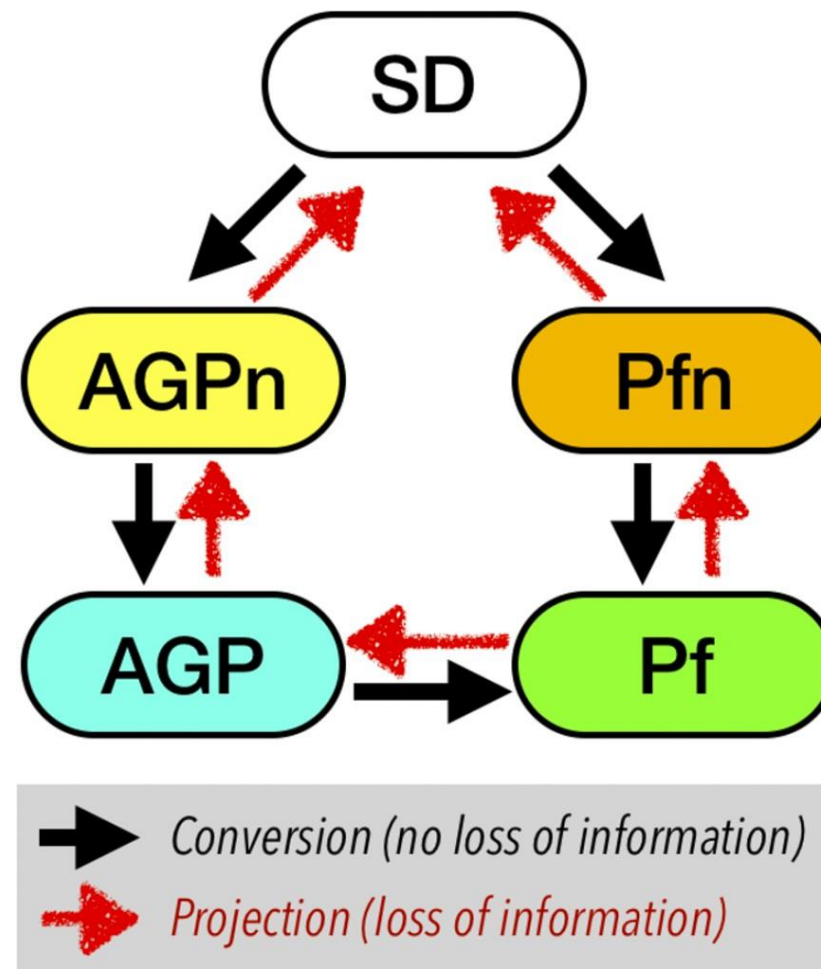 SD
AGPn
Pfn
AGP
Pf
Conversion (no loss of information)
Projection (loss of information)